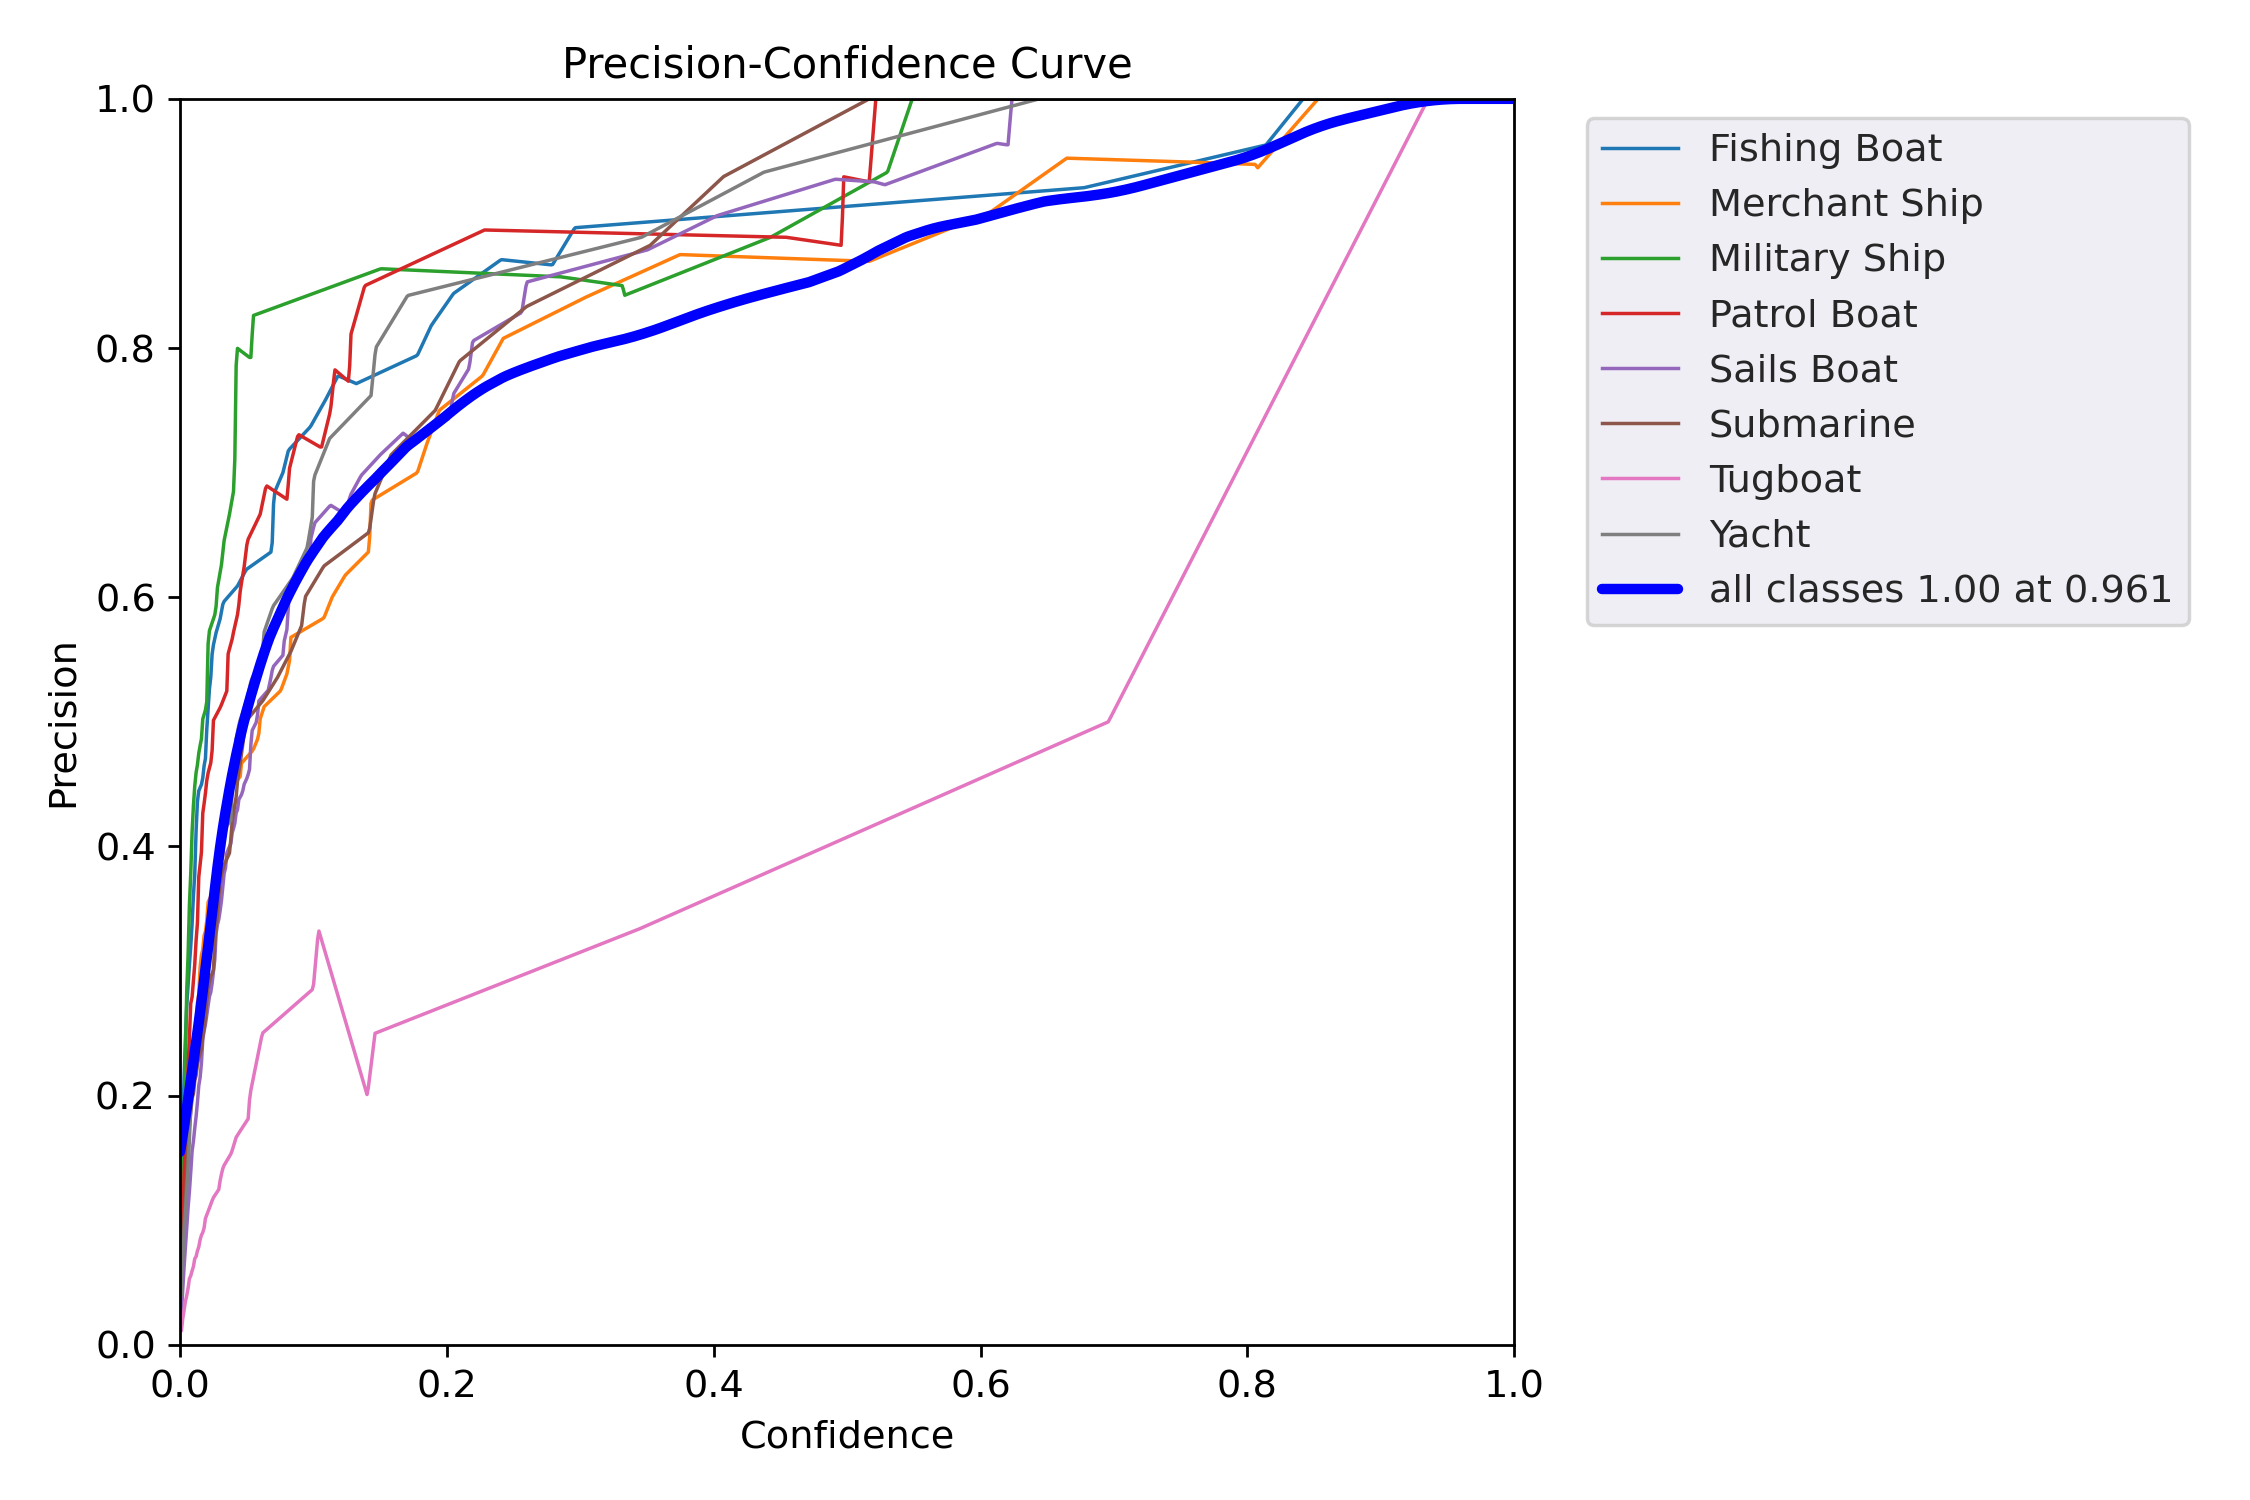 Precision-Confidence Curve
1.0
0.8
0.6
0.4
0.2
0.0
Precision
0.0 0.2 0.4 0.6 0.8 1.0
Confidence
Fishing Boat
Merchant Ship
Military Ship
Patrol Boat
Sails Boat
Submarine
Tugboat
Yacht
all classes 1.00 at 0.961